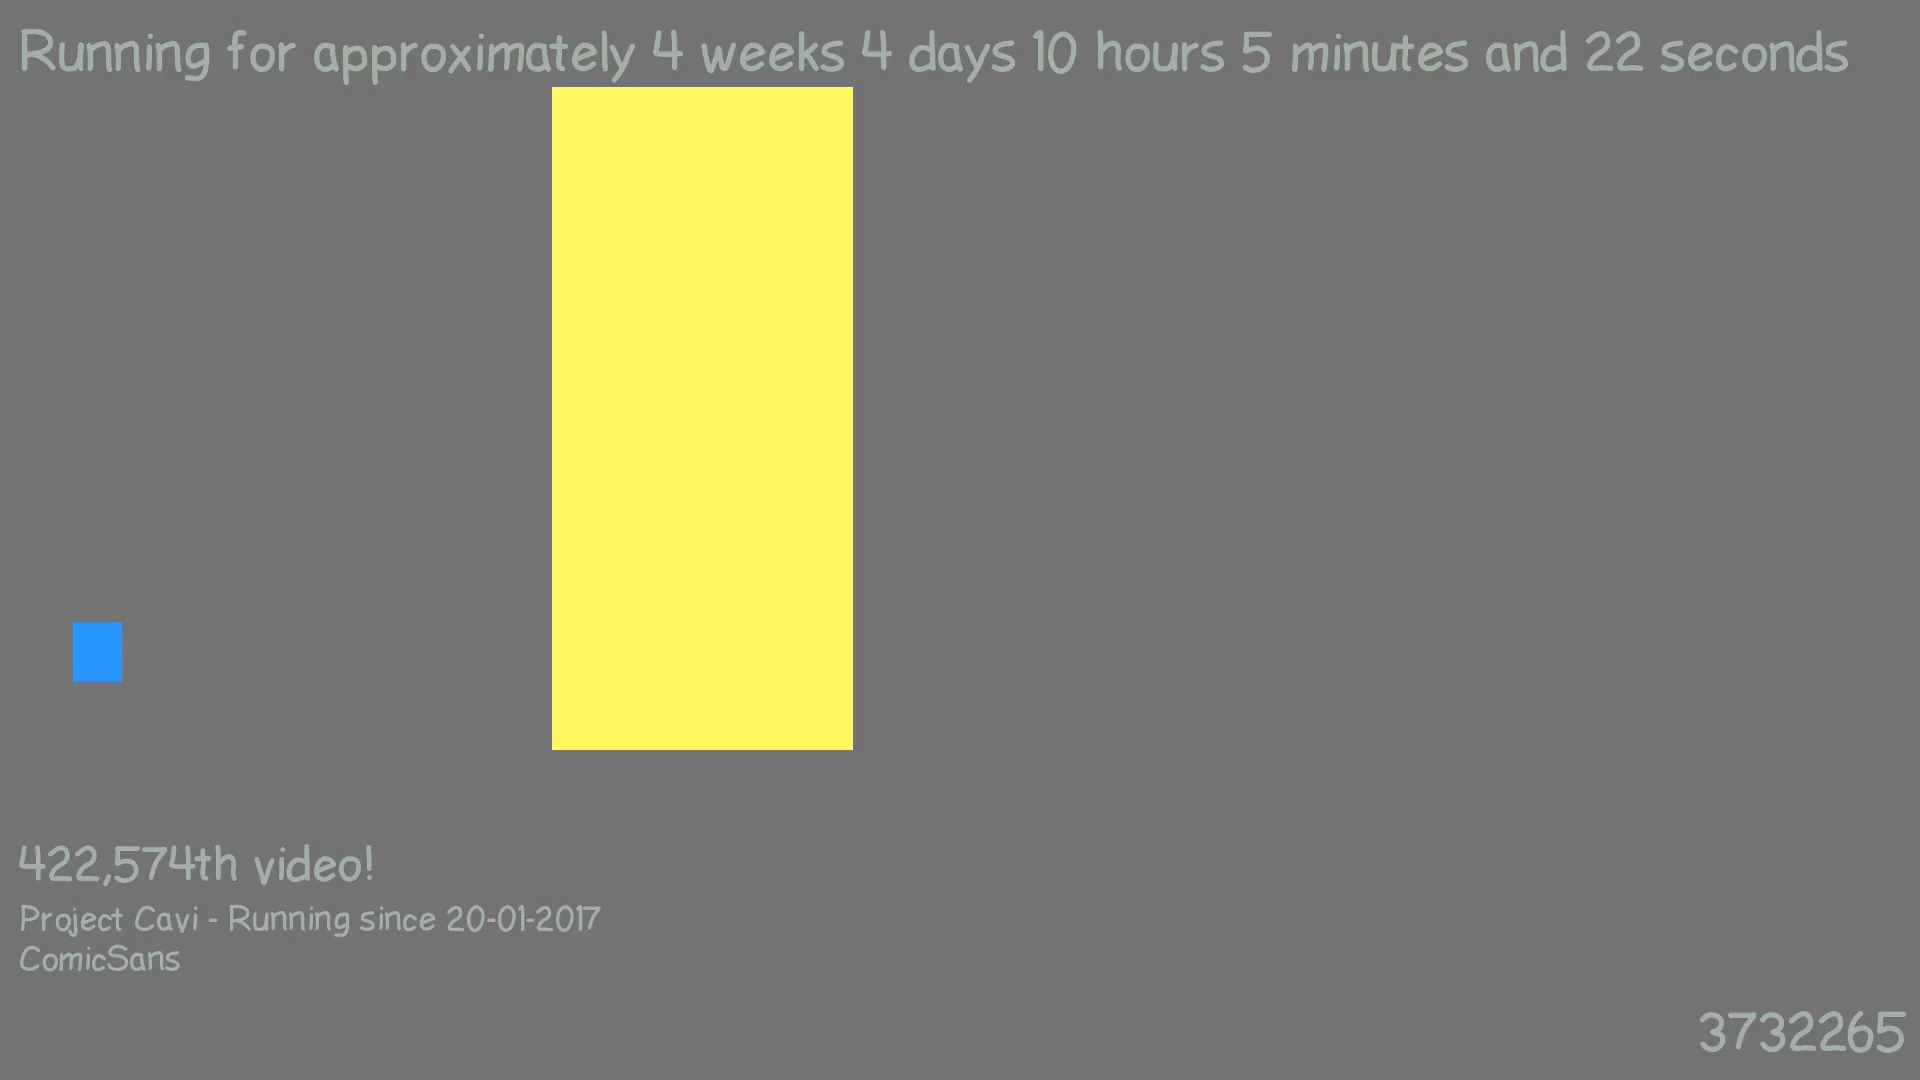 Running for approximately 4 weeks 4 days 10 hours 5 minutes and 22 seconds
422,574th video!
Project Cavi - Running since 20-01-2017
ComicSans
3732265